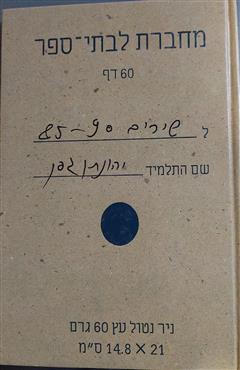 מחברת לבתי־ספר
60 דף
ל שירים 90-85
שם התלמיד יהונתן גפן
נייר נטול עץ 60 גרם
21 × 14.8 ס״מ